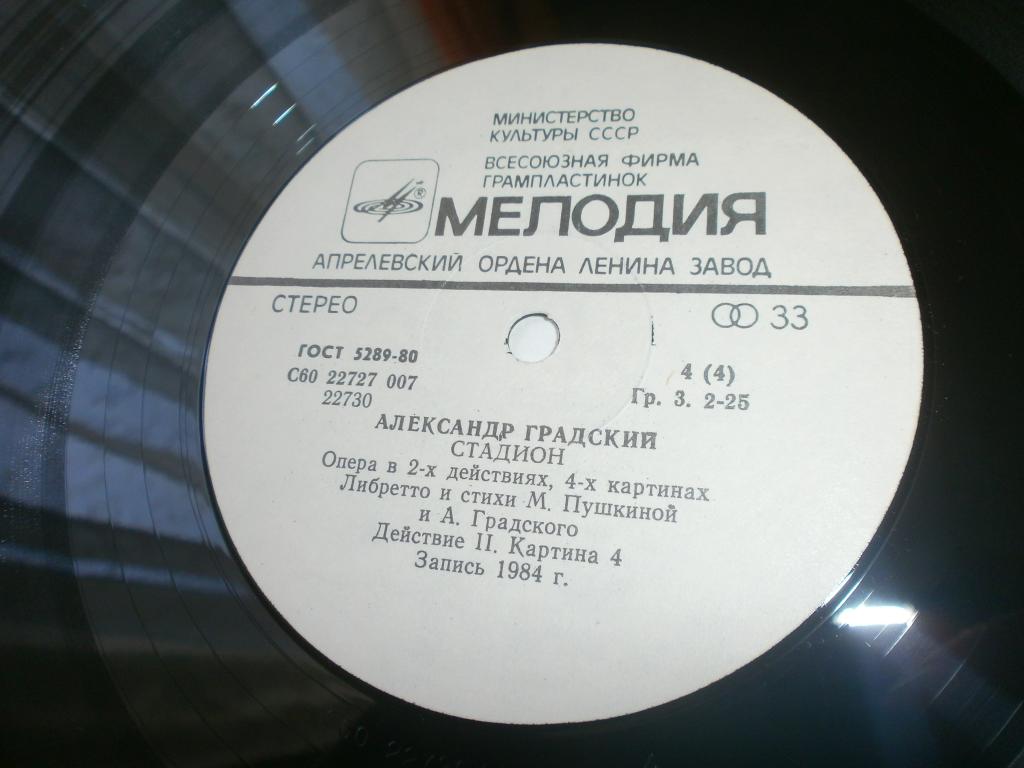 МИНИСТЕРСТВО
КУЛЬТУРЫ СССР
ВСЕСОЮЗНАЯ ФИРМА
ГРАМПЛАСТИНОК
®
МЕЛОДИЯ
АПРЕЛЕВСКИЙ ОРДЕНА ЛЕНИНА ЗАВОД
СТЕРЕО
33
ГОСТ 5289-80
С60 22727 007
22730
4 (4)
Гр. 3. 2-25
АЛЕКСАНДР ГРАДСКИЙ
СТАДИОН
Опера в 2-х действиях, 4-х картинах
Либретто и стихи М. Пушкиной
и А. Градского
Действие II. Картина 4
Запись 1984 г.